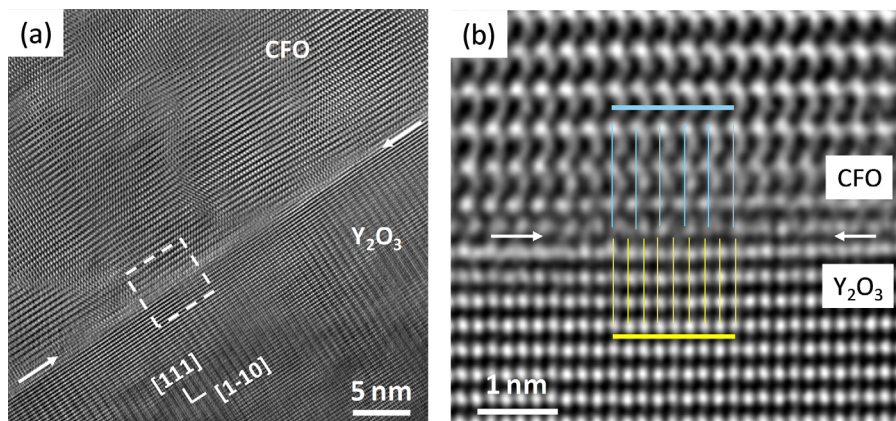 (a)
CFO
Y₂O₃
[111]
[1-10]
5 nm
(b)
CFO
Y₂O₃
1 nm